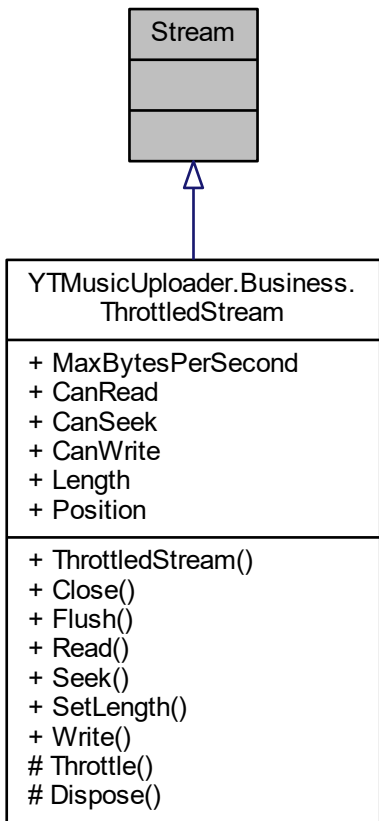 Stream
YTMusicUploader.Business.
ThrottledStream
+ MaxBytesPerSecond
+ CanRead
+ CanSeek
+ CanWrite
+ Length
+ Position
+ ThrottledStream()
+ Close()
+ Flush()
+ Read()
+ Seek()
+ SetLength()
+ Write()
# Throttle()
# Dispose()